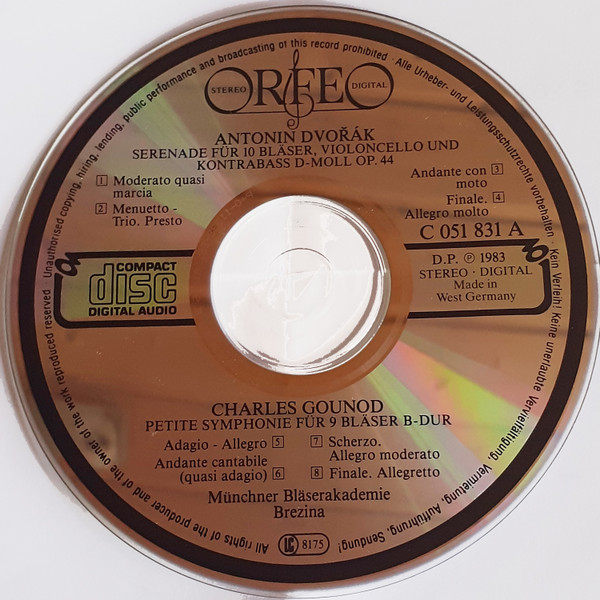 STEREO ORFEO DIGITAL
ANTONIN DVOŘÁK
SERENADE FÜR 10 BLÄSER, VIOLONCELLO UND
KONTRABASS D-MOLL OP. 44
1 Moderato quasi
marcia
2 Menuetto -
Trio. Presto
Andante con 3
moto
Finale. 4
Allegro molto
C 051 831 A
COMPACT
disc
DIGITAL AUDIO
D.P. ℗ 1983
STEREO · DIGITAL
Made in
West Germany
CHARLES GOUNOD
PETITE SYMPHONIE FÜR 9 BLÄSER B-DUR
Adagio - Allegro 5
Andante cantabile
(quasi adagio) 6
7 Scherzo.
Allegro moderato
8 Finale. Allegretto
Münchner Bläserakademie
Brezina
LC 8175
All rights of the producer and of the owner of the work reproduced reserved
Unauthorised copying, hiring, lending, public performance and broadcasting of this record prohibited
Alle Urheber- und Leistungsschutzrechte vorbehalten - Kein Verleih! Keine unerlaubte Vervielfältigung, Vermietung, Aufführung, Sendung!